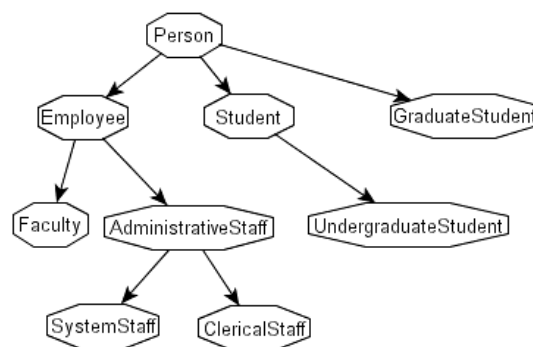 Person
Employee
Student
GraduateStudent
Faculty
AdministrativeStaff
UndergraduateStudent
SystemStaff
ClericalStaff